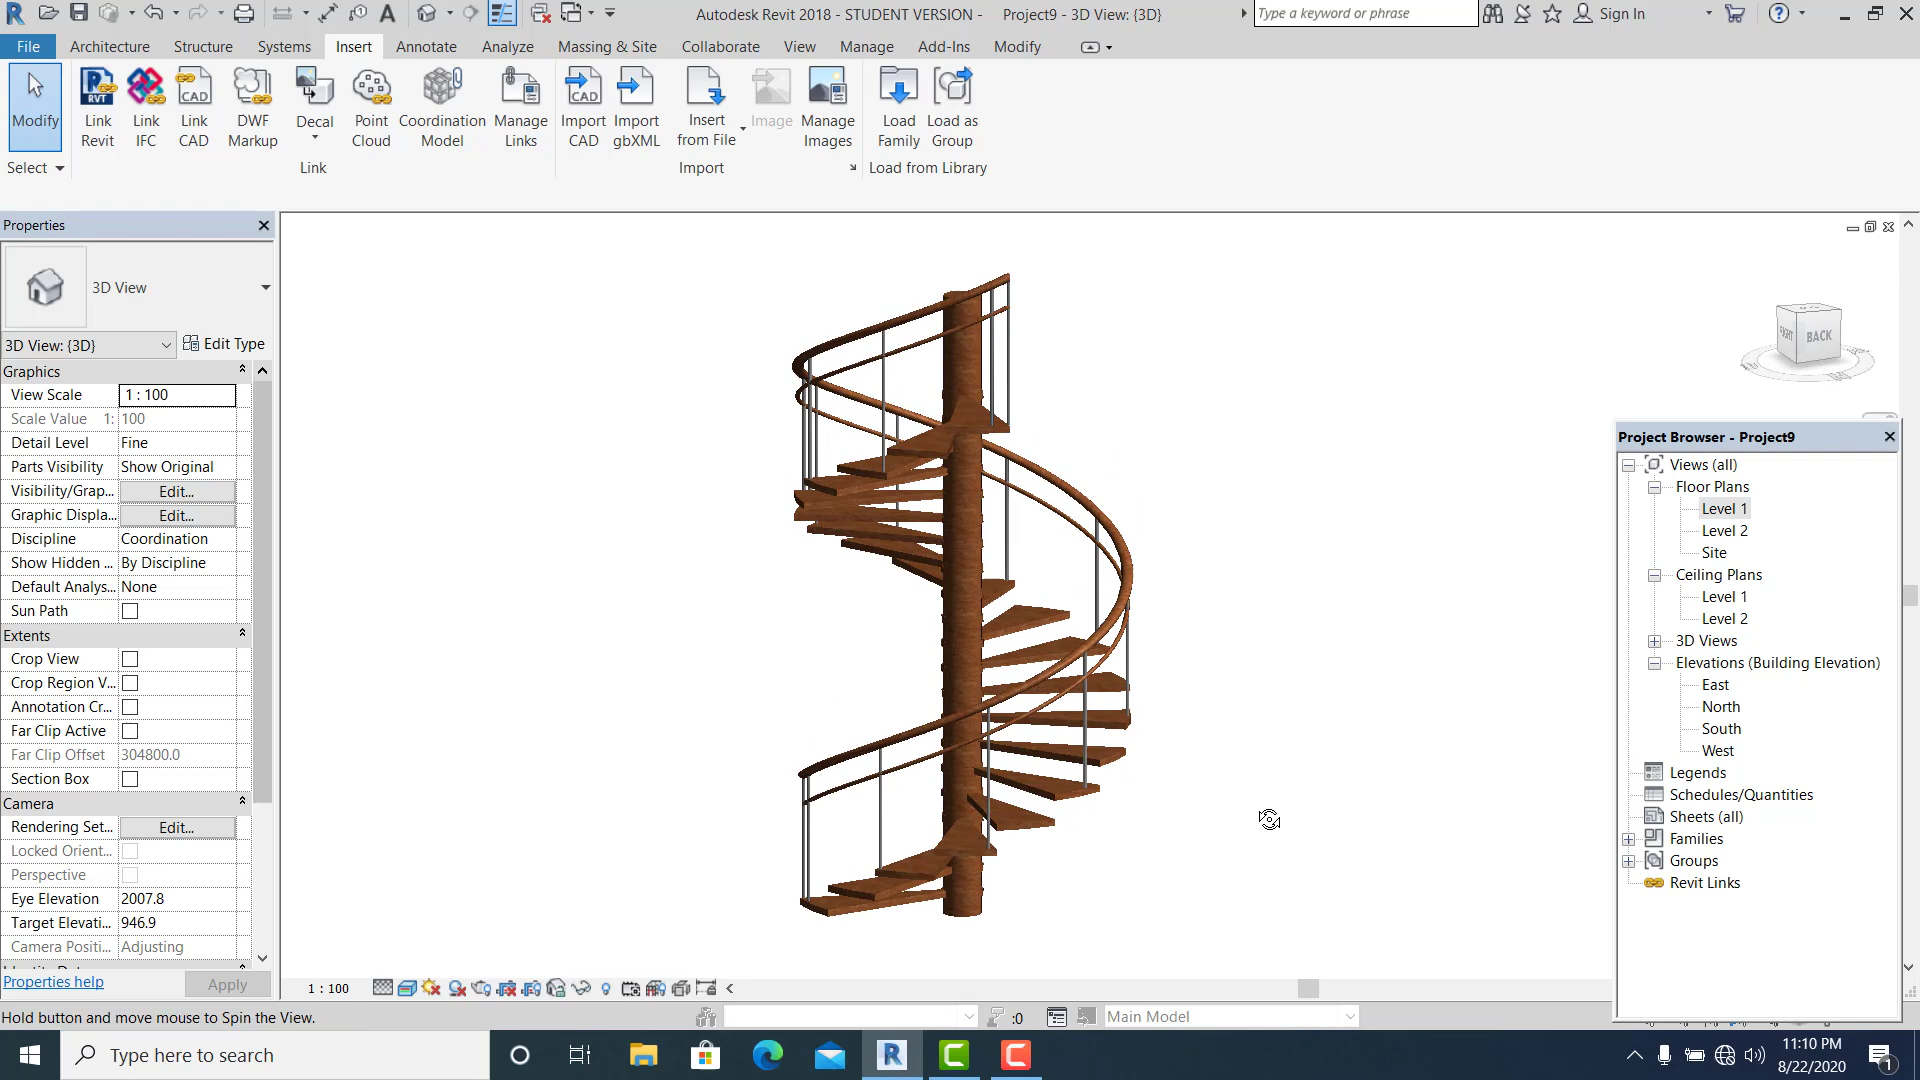 Autodesk Revit 2018 - STUDENT VERSION - Project9 - 3D View: {3D}
Type a keyword or phrase
Sign In
File Architecture Structure Systems Insert Annotate Analyze Massing & Site Collaborate View Manage Add-Ins Modify
Modify
Link Revit
Link IFC
Link CAD
DWF Markup
Decal
Point Cloud
Coordination Model
Manage Links
Import CAD
Import gbXML
Insert from File
Image
Manage Images
Load Family
Load as Group
Select
Link
Import
Load from Library
Properties
3D View
3D View: {3D}
Edit Type
Graphics
View Scale 1 : 100
Scale Value 1: 100
Detail Level Fine
Parts Visibility Show Original
Visibility/Grap... Edit...
Graphic Displa... Edit...
Discipline Coordination
Show Hidden ... By Discipline
Default Analys... None
Sun Path
Extents
Crop View
Crop Region V...
Annotation Cr...
Far Clip Active
Far Clip Offset 304800.0
Section Box
Camera
Rendering Set... Edit...
Locked Orient...
Perspective
Eye Elevation 2007.8
Target Elevati... 946.9
Camera Positi... Adjusting
Properties help
Apply
RIGHT BACK
Project Browser - Project9
Views (all)
Floor Plans
Level 1
Level 2
Site
Ceiling Plans
Level 1
Level 2
3D Views
Elevations (Building Elevation)
East
North
South
West
Legends
Schedules/Quantities
Sheets (all)
Families
Groups
Revit Links
1 : 100
Hold button and move mouse to Spin the View.
:0
Main Model
Type here to search
11:10 PM
8/22/2020
1